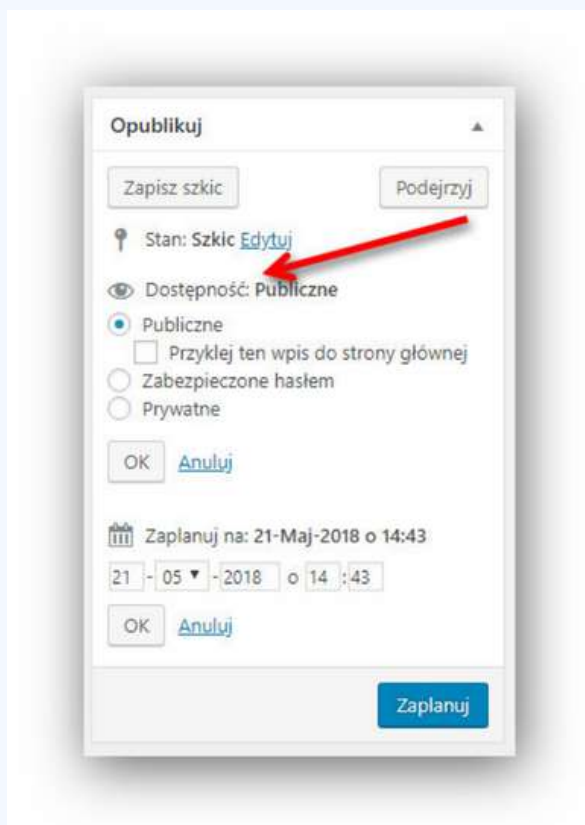 Opublikuj
Zapisz szkic Podejrzyj
Stan: Szkic Edytuj
Dostępność: Publiczne
Publiczne
Przyklej ten wpis do strony głównej
Zabezpieczone hasłem
Prywatne
OK Anuluj
Zaplanuj na: 21-Maj-2018 o 14:43
21 - 05 - 2018 o 14 : 43
OK Anuluj
Zaplanuj